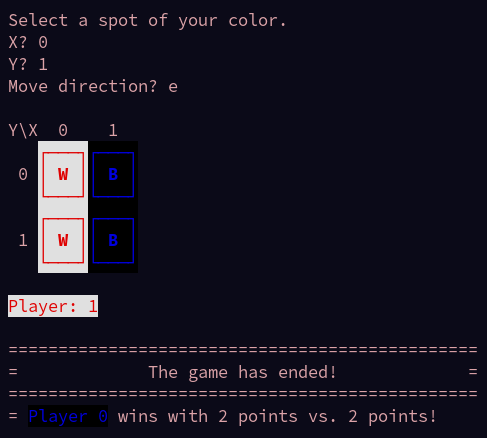 Select a spot of your color.
X? 0
Y? 1
Move direction? e
Y\X 0 1
0 W B
1 W B
Player: 1
===============================================
= The game has ended! =
===============================================
= Player 0 wins with 2 points vs. 2 points!